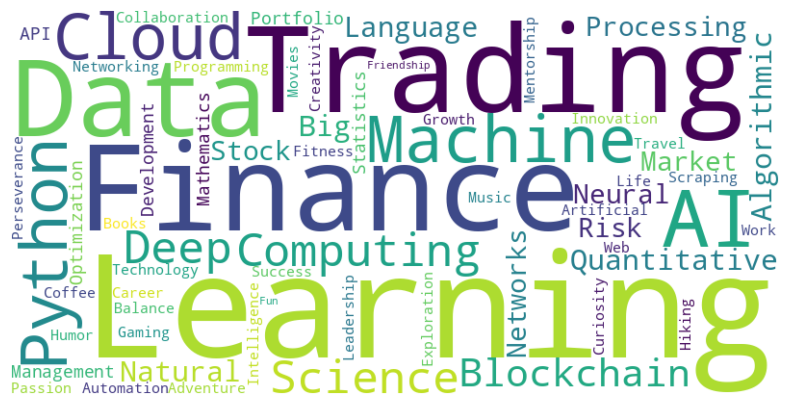 Collaboration
Portfolio
API
Cloud
Trading
Language
Processing
Networking
Programming
Movies
Creativity
Friendship
Mentorship
Data
Mathematics
Statistics
Big
Machine
Growth
Innovation
Algorithmic
Perseverance
Python
Optimization
Development
Stock
Fitness
Market
Travel
Scraping
Finance
Music
Neural
Life
Artificial
AI
Books
Risk
Work
Web
Deep
Computing
Networks
Quantitative
Technology
Success
Coffee
Career
Fun
Balance
Learning
Intelligence
Leadership
Exploration
Curiosity
Hiking
Humor
Gaming
Management
Natural
Science
Blockchain
Passion
Automation
Adventure